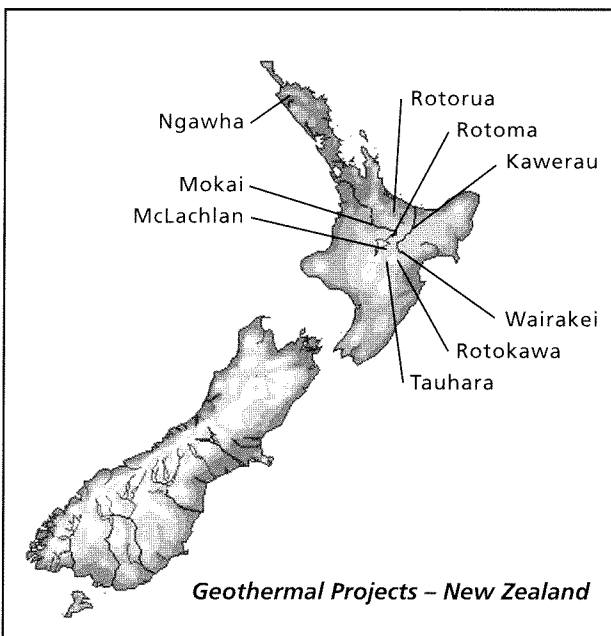 Ngawha
Rotorua
Rotoma
Kawerau
Mokai
McLachlan
Wairakei
Rotokawa
Tauhara
Geothermal Projects – New Zealand